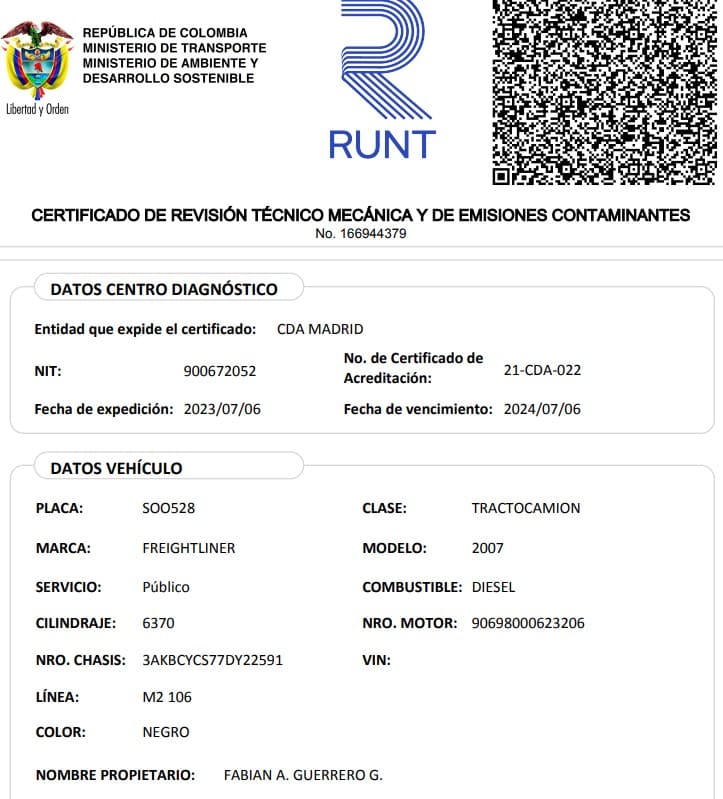 REPÚBLICA DE COLOMBIA
MINISTERIO DE TRANSPORTE
MINISTERIO DE AMBIENTE Y
DESARROLLO SOSTENIBLE
Libertad y Orden
RUNT
CERTIFICADO DE REVISIÓN TÉCNICO MECÁNICA Y DE EMISIONES CONTAMINANTES
No. 166944379
DATOS CENTRO DIAGNÓSTICO
Entidad que expide el certificado: CDA MADRID
NIT: 900672052 No. de Certificado de Acreditación: 21-CDA-022
Fecha de expedición: 2023/07/06 Fecha de vencimiento: 2024/07/06
DATOS VEHÍCULO
PLACA: SOO528 CLASE: TRACTOCAMION
MARCA: FREIGHTLINER MODELO: 2007
SERVICIO: Público COMBUSTIBLE: DIESEL
CILINDRAJE: 6370 NRO. MOTOR: 90698000623206
NRO. CHASIS: 3AKBCYCS77DY22591 VIN:
LÍNEA: M2 106
COLOR: NEGRO
NOMBRE PROPIETARIO: FABIAN A. GUERRERO G.